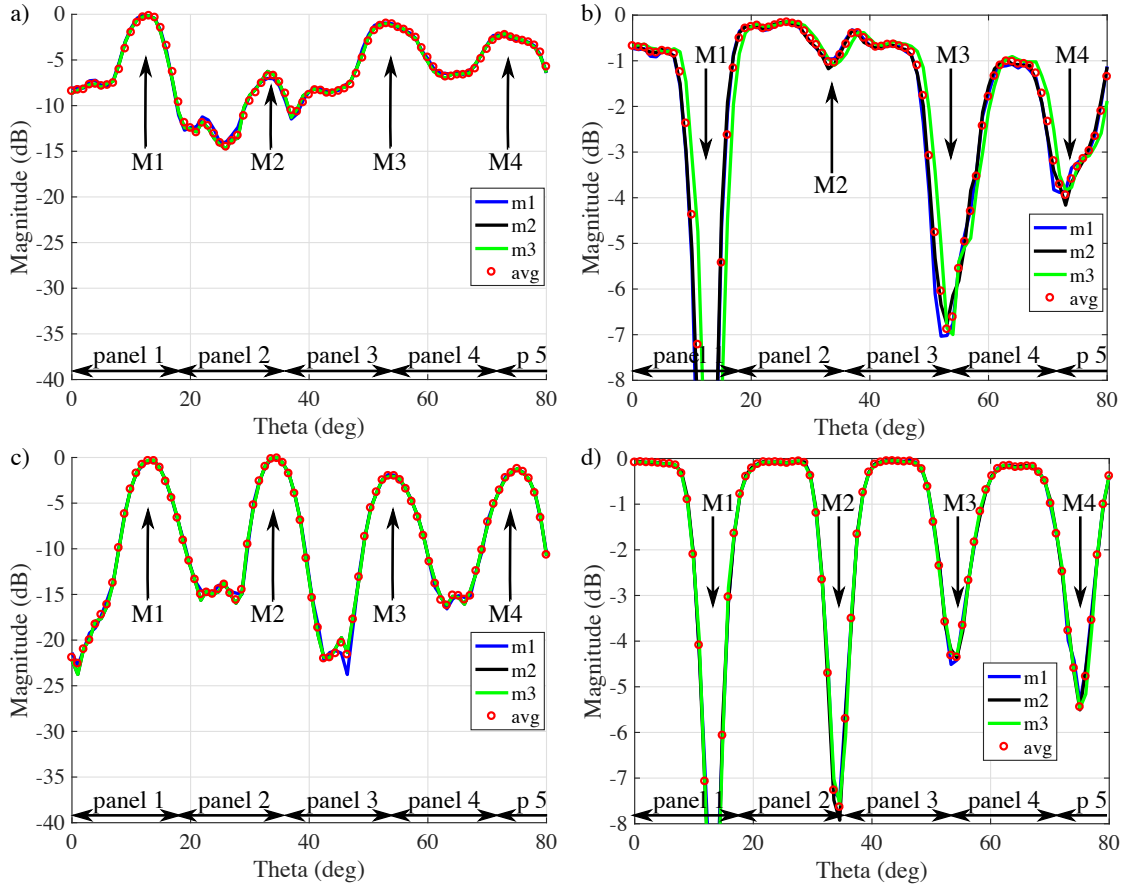 a)
Magnitude (dB)
0
-5
-10
-15
-20
-25
-30
-35
-40
M1
M2
M3
M4
m1
m2
m3
avg
panel 1
panel 2
panel 3
panel 4
p 5
0
20
40
60
80
Theta (deg)
b)
Magnitude (dB)
0
-1
-2
-3
-4
-5
-6
-7
-8
M1
M2
M3
M4
m1
m2
m3
avg
panel 1
panel 2
panel 3
panel 4
p 5
0
20
40
60
80
Theta (deg)
c)
Magnitude (dB)
0
-5
-10
-15
-20
-25
-30
-35
-40
M1
M2
M3
M4
m1
m2
m3
avg
panel 1
panel 2
panel 3
panel 4
p 5
0
20
40
60
80
Theta (deg)
d)
Magnitude (dB)
0
-1
-2
-3
-4
-5
-6
-7
-8
M1
M2
M3
M4
m1
m2
m3
avg
panel 1
panel 2
panel 3
panel 4
p 5
0
20
40
60
80
Theta (deg)